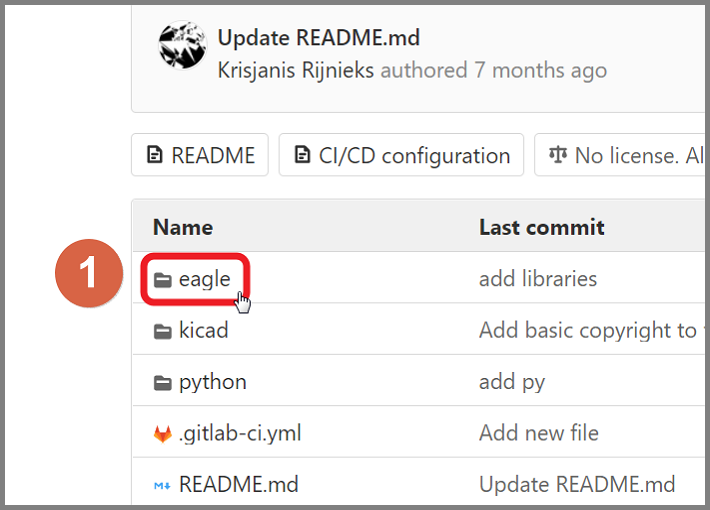 Update README.md
Krisjanis Rijnieks authored 7 months ago
README CI/CD configuration No license. Al
Name Last commit
1
eagle add libraries
kicad Add basic copyright to
python add py
.gitlab-ci.yml Add new file
README.md Update README.md